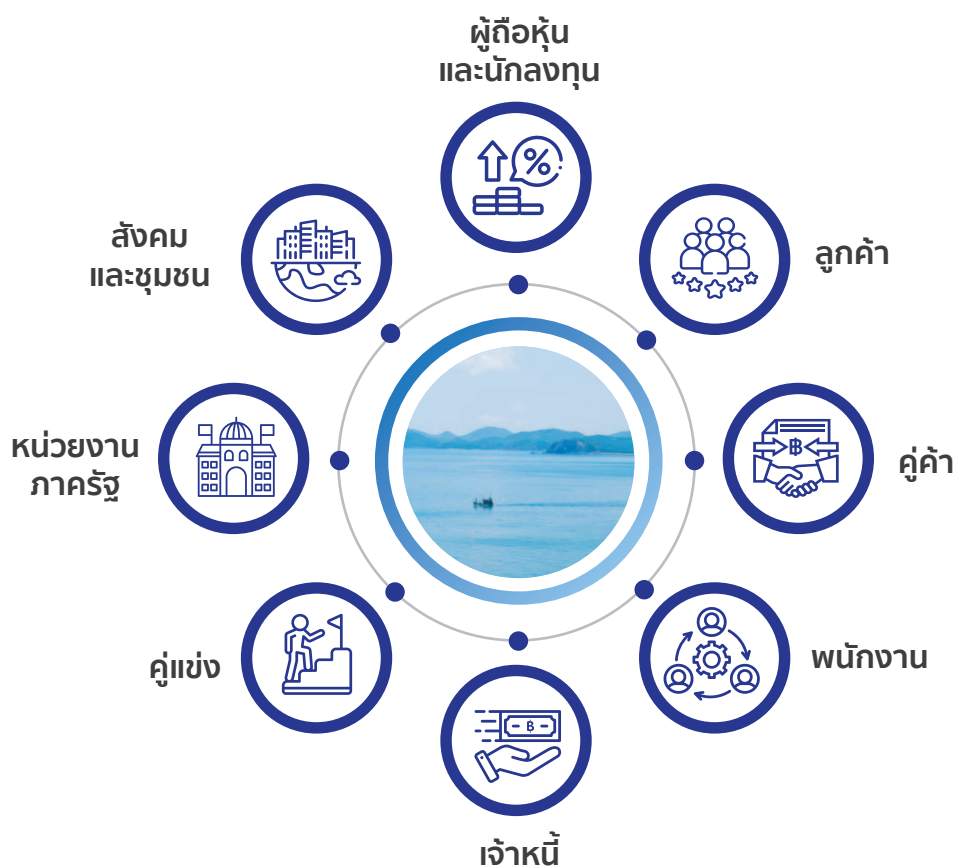 ผู้ถือหุ้น
และนักลงทุน
ลูกค้า
คู่ค้า
พนักงาน
เจ้าหนี้
คู่แข่ง
หน่วยงาน
ภาครัฐ
สังคม
และชุมชน
%
฿
฿